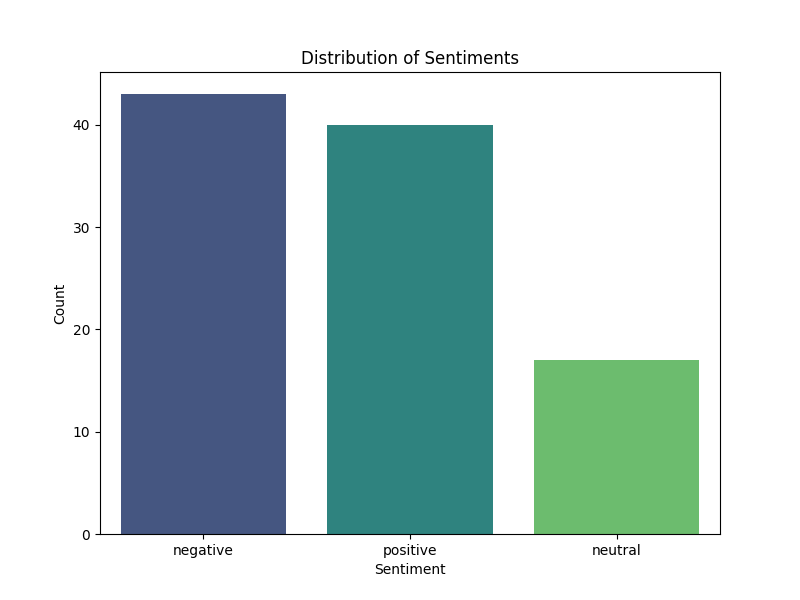 Distribution of Sentiments
Count
40
30
20
10
0
negative positive neutral
Sentiment